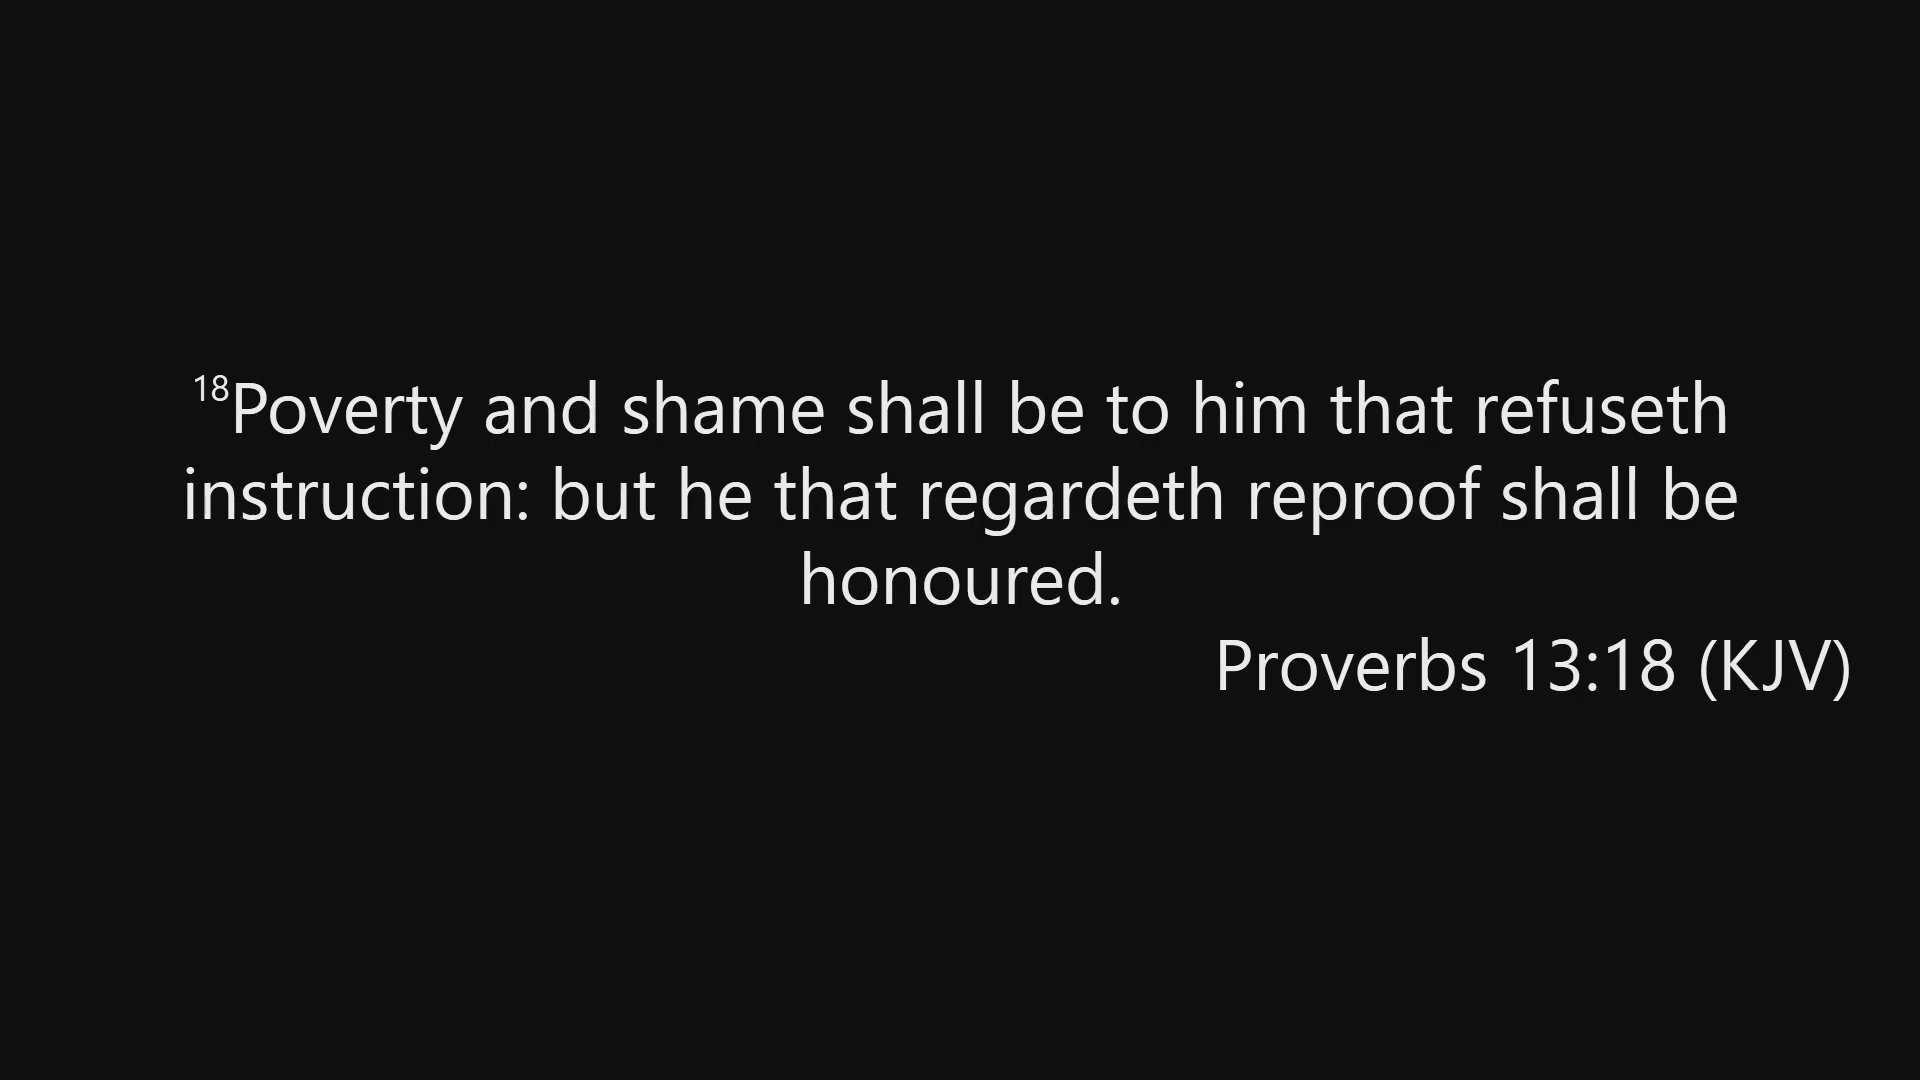 18Poverty and shame shall be to him that refuseth
instruction: but he that regardeth reproof shall be
honoured.
Proverbs 13:18 (KJV)